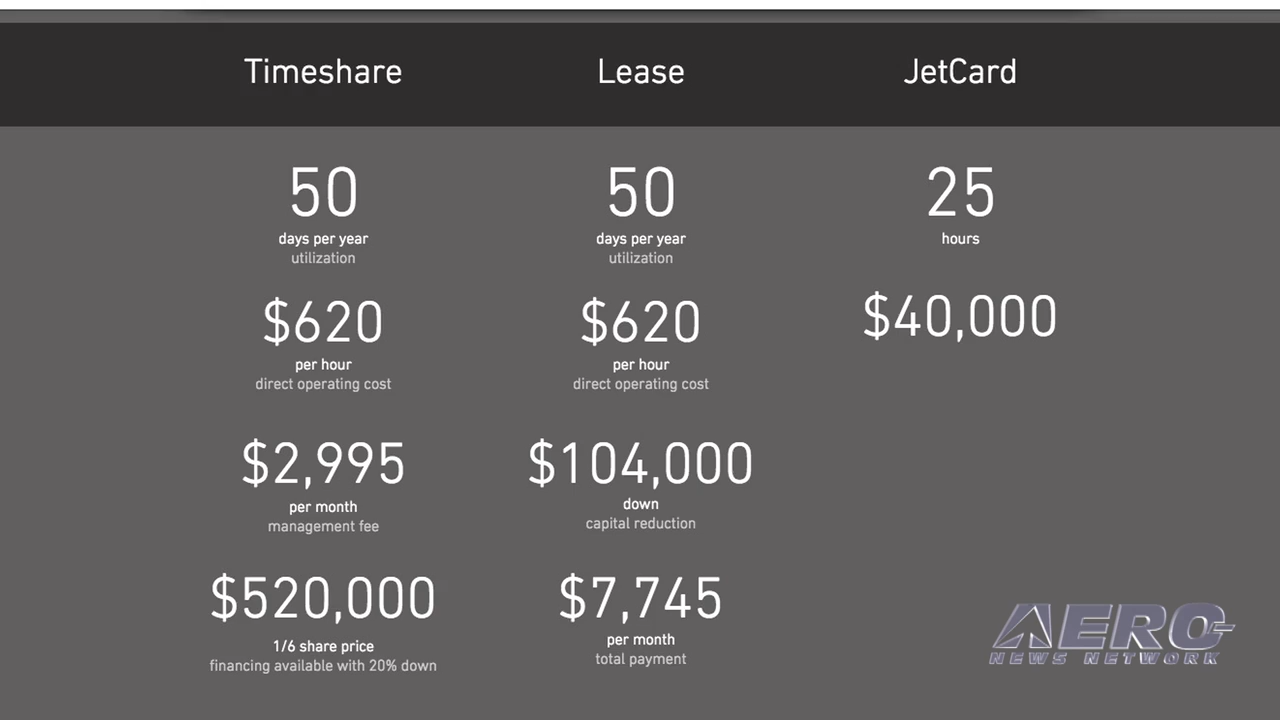 Timeshare
Lease
JetCard
50
days per year
utilization
$620
per hour
direct operating cost
$2,995
per month
management fee
$520,000
1/6 share price
financing available with 20% down
50
days per year
utilization
$620
per hour
direct operating cost
$104,000
down
capital reduction
$7,745
per month
total payment
25
hours
$40,000
AERO
NEWS NETWORK